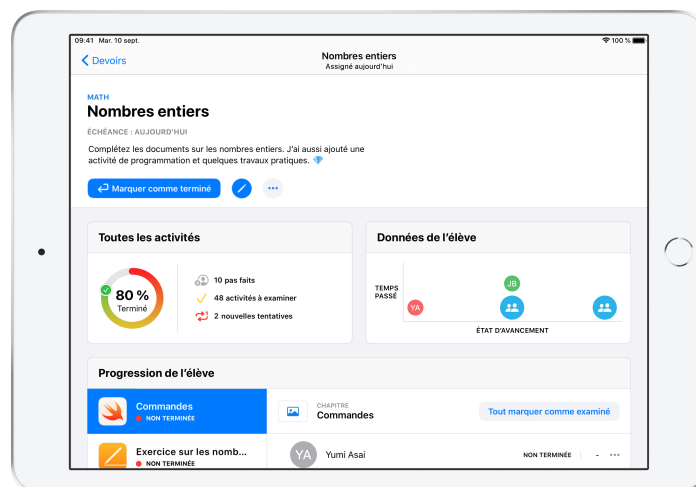 09:41 Mar. 10 sept.
100 %
Devoirs
Nombres entiers
Assigné aujourd'hui
MATH
Nombres entiers
ÉCHÉANCE : AUJOURD'HUI
Complétez les documents sur les nombres entiers. J'ai aussi ajouté une
activité de programmation et quelques travaux pratiques.
Marquer comme terminé
Toutes les activités
80 %
Terminé
10 pas faits
48 activités à examiner
2 nouvelles tentatives
Données de l'élève
TEMPS
PASSÉ
YA
JB
ÉTAT D'AVANCEMENT
Progression de l'élève
Commandes
NON TERMINÉE
CHAPITRE
Commandes
Tout marquer comme examiné
Exercice sur les nomb...
NON TERMINÉE
YA
Yumi Asai
NON TERMINÉE
-